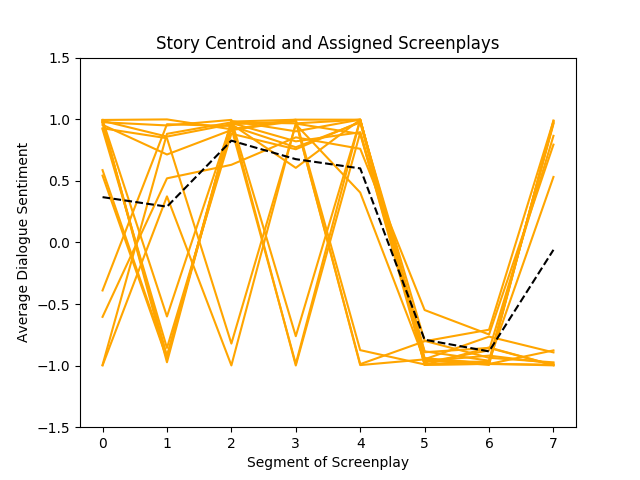 Story Centroid and Assigned Screenplays
1.5
1.0
0.5
0.0
−0.5
−1.0
−1.5
Average Dialogue Sentiment
0 1 2 3 4 5 6 7
Segment of Screenplay